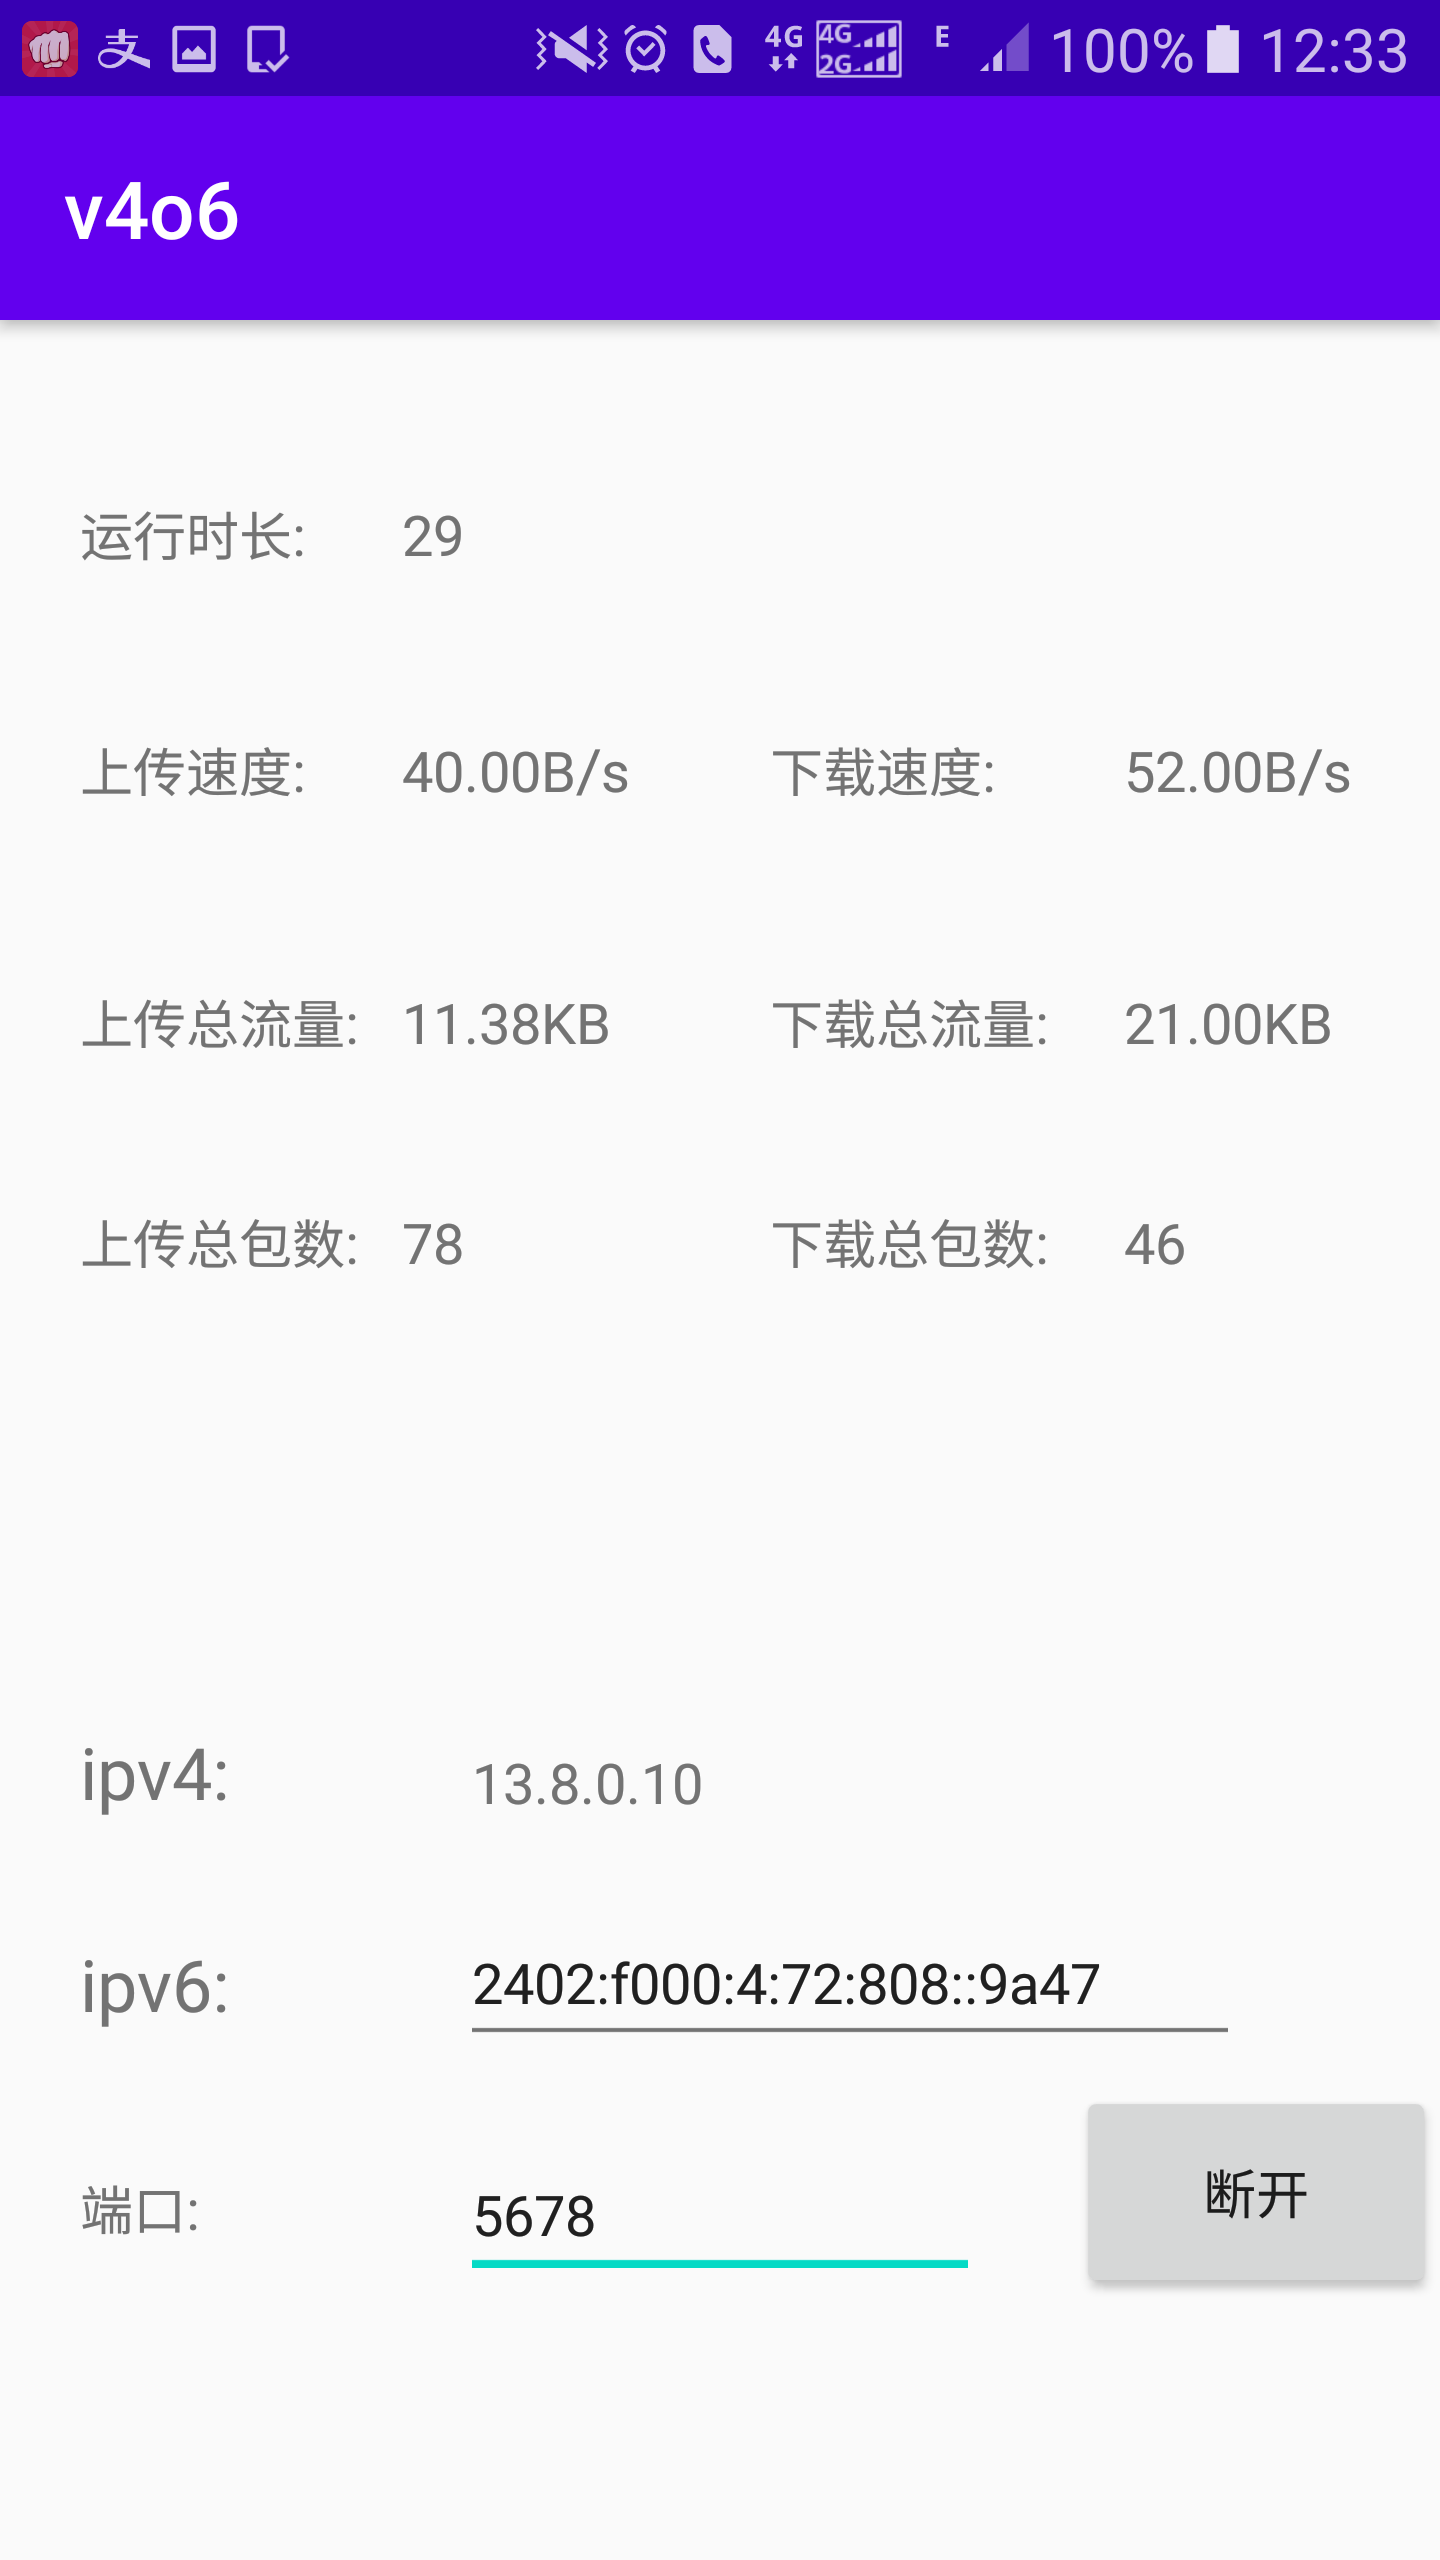 支 4G 4G 2G E 100% 12:33
v4o6
运行时长: 29
上传速度: 40.00B/s 下载速度: 52.00B/s
上传总流量: 11.38KB 下载总流量: 21.00KB
上传总包数: 78 下载总包数: 46
ipv4: 13.8.0.10
ipv6: 2402:f000:4:72:808::9a47
端口: 5678 断开